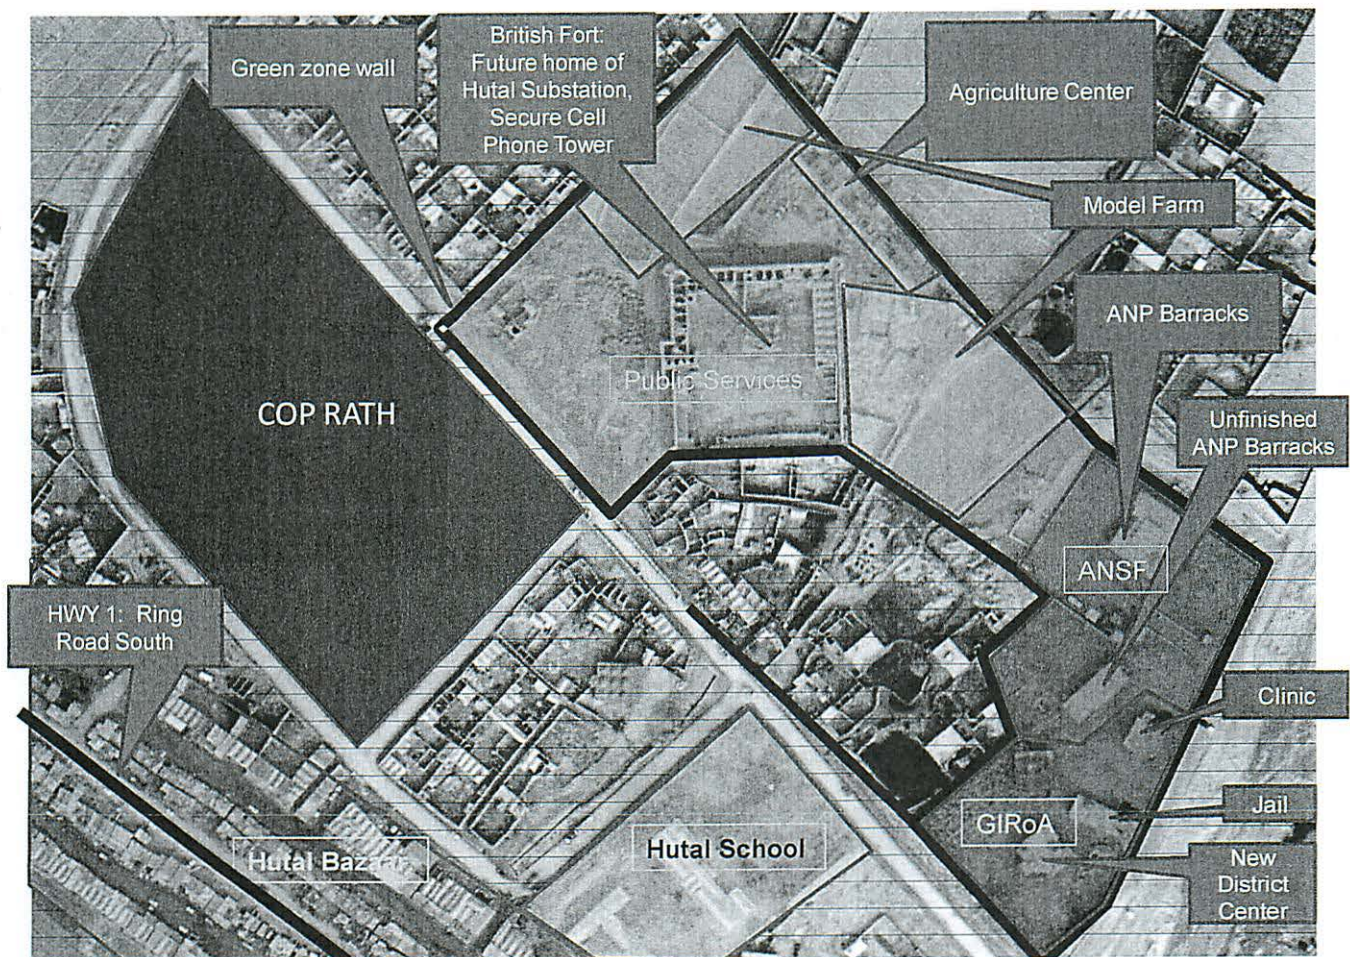 Green zone wall
British Fort:
Future home of
Hutal Substation,
Secure Cell
Phone Tower
Agriculture Center
Model Farm
ANP Barracks
Public Services
COP RATH
Unfinished
ANP Barracks
ANSF
HWY 1: Ring
Road South
Clinic
Jail
GIRoA
Hutal School
Hutal Bazaar
New
District
Center